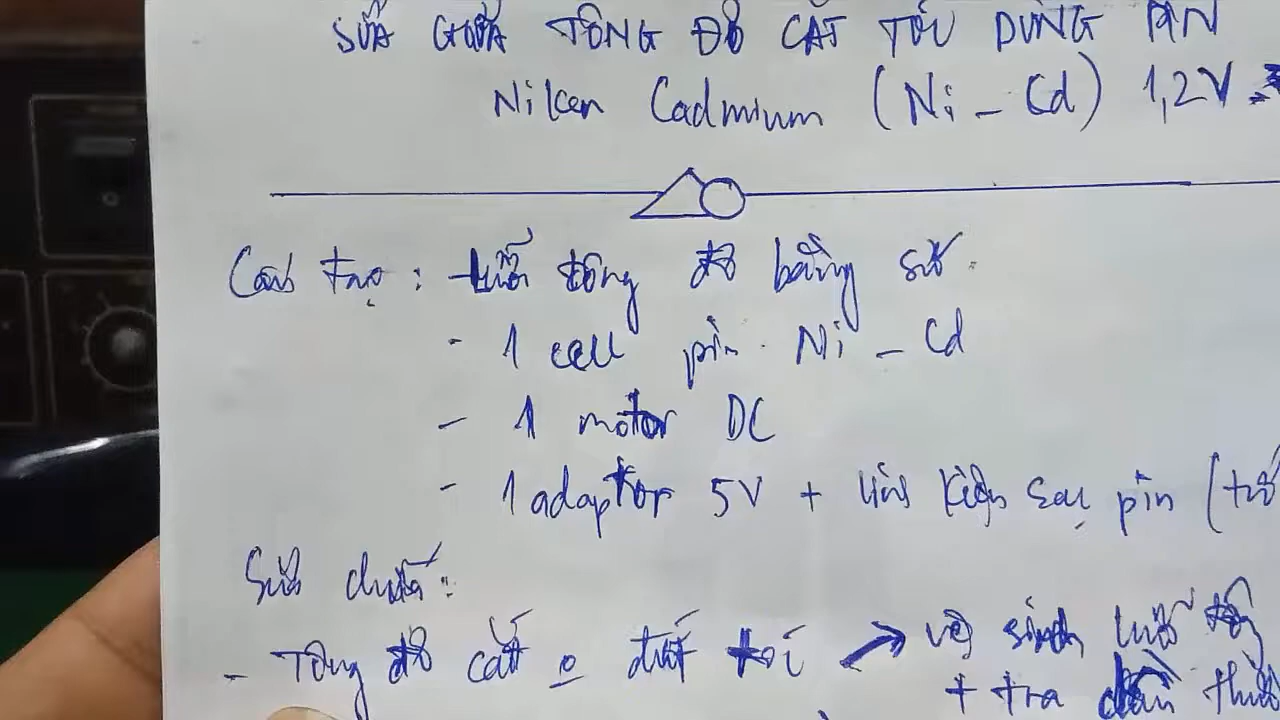 SỬA CHỮA TÔNG ĐƠ CẮT TÓC DÙNG PIN
Niken Cadmium (Ni - Cd) 1,2V
Cấu tạo : lưỡi tông đơ bằng sứ.
- 1 cell pin Ni - Cd
- 1 motor DC
- 1 adaptor 5V + linh kiện sạc pin (
Sửa chữa :
- Tông đơ cắt o đứt tóc → vệ sinh lưỡi
+ tra dầu